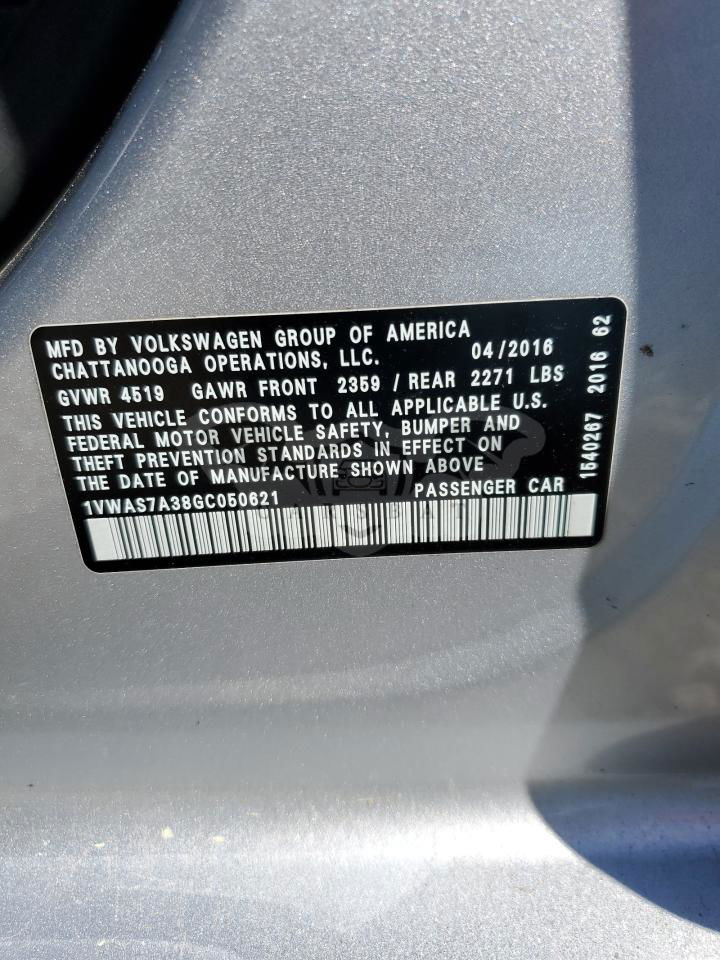 MFD BY VOLKSWAGEN GROUP OF AMERICA
CHATTANOOGA OPERATIONS, LLC. 04/2016
GVWR 4519 GAWR FRONT 2359 / REAR 2271 LBS
THIS VEHICLE CONFORMS TO ALL APPLICABLE U.S.
FEDERAL MOTOR VEHICLE SAFETY, BUMPER AND
THEFT PREVENTION STANDARDS IN EFFECT ON
THE DATE OF MANUFACTURE SHOWN ABOVE
1VWAS7A38GC050621 PASSENGER CAR
1540267 2016 62